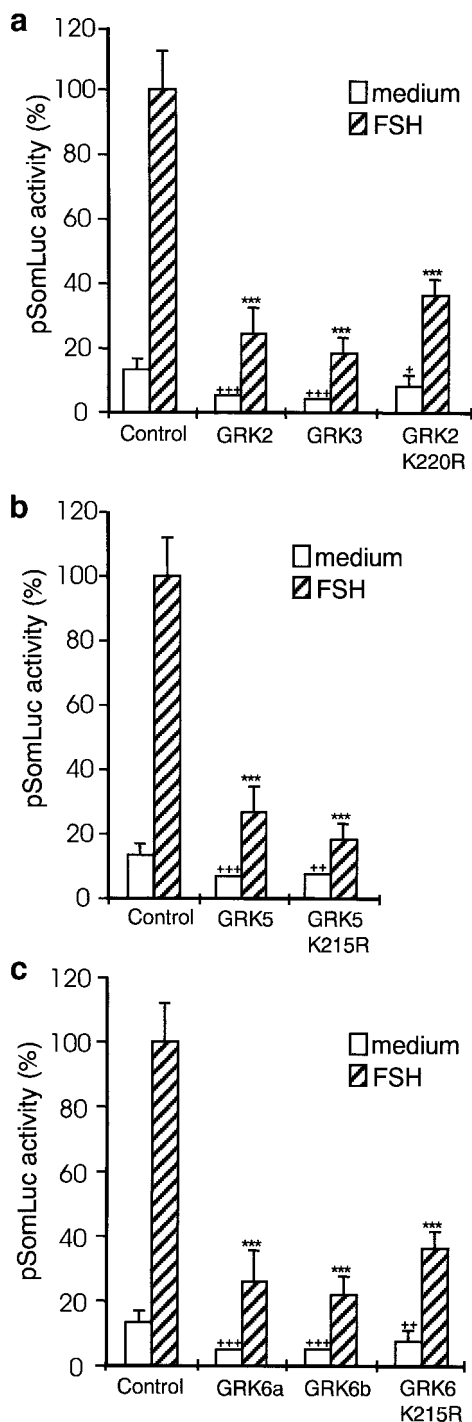 a
pSomLuc activity (%)
120
100
80
60
40
20
0
medium
FSH
***
***
***
+++
+++
+
Control GRK2 GRK3 GRK2
K220R
b
pSomLuc activity (%)
120
100
80
60
40
20
0
medium
FSH
***
***
+++
++
Control GRK5 GRK5
K215R
c
pSomLuc activity (%)
120
100
80
60
40
20
0
medium
FSH
***
***
***
+++
+++
++
Control GRK6a GRK6b GRK6
K215R